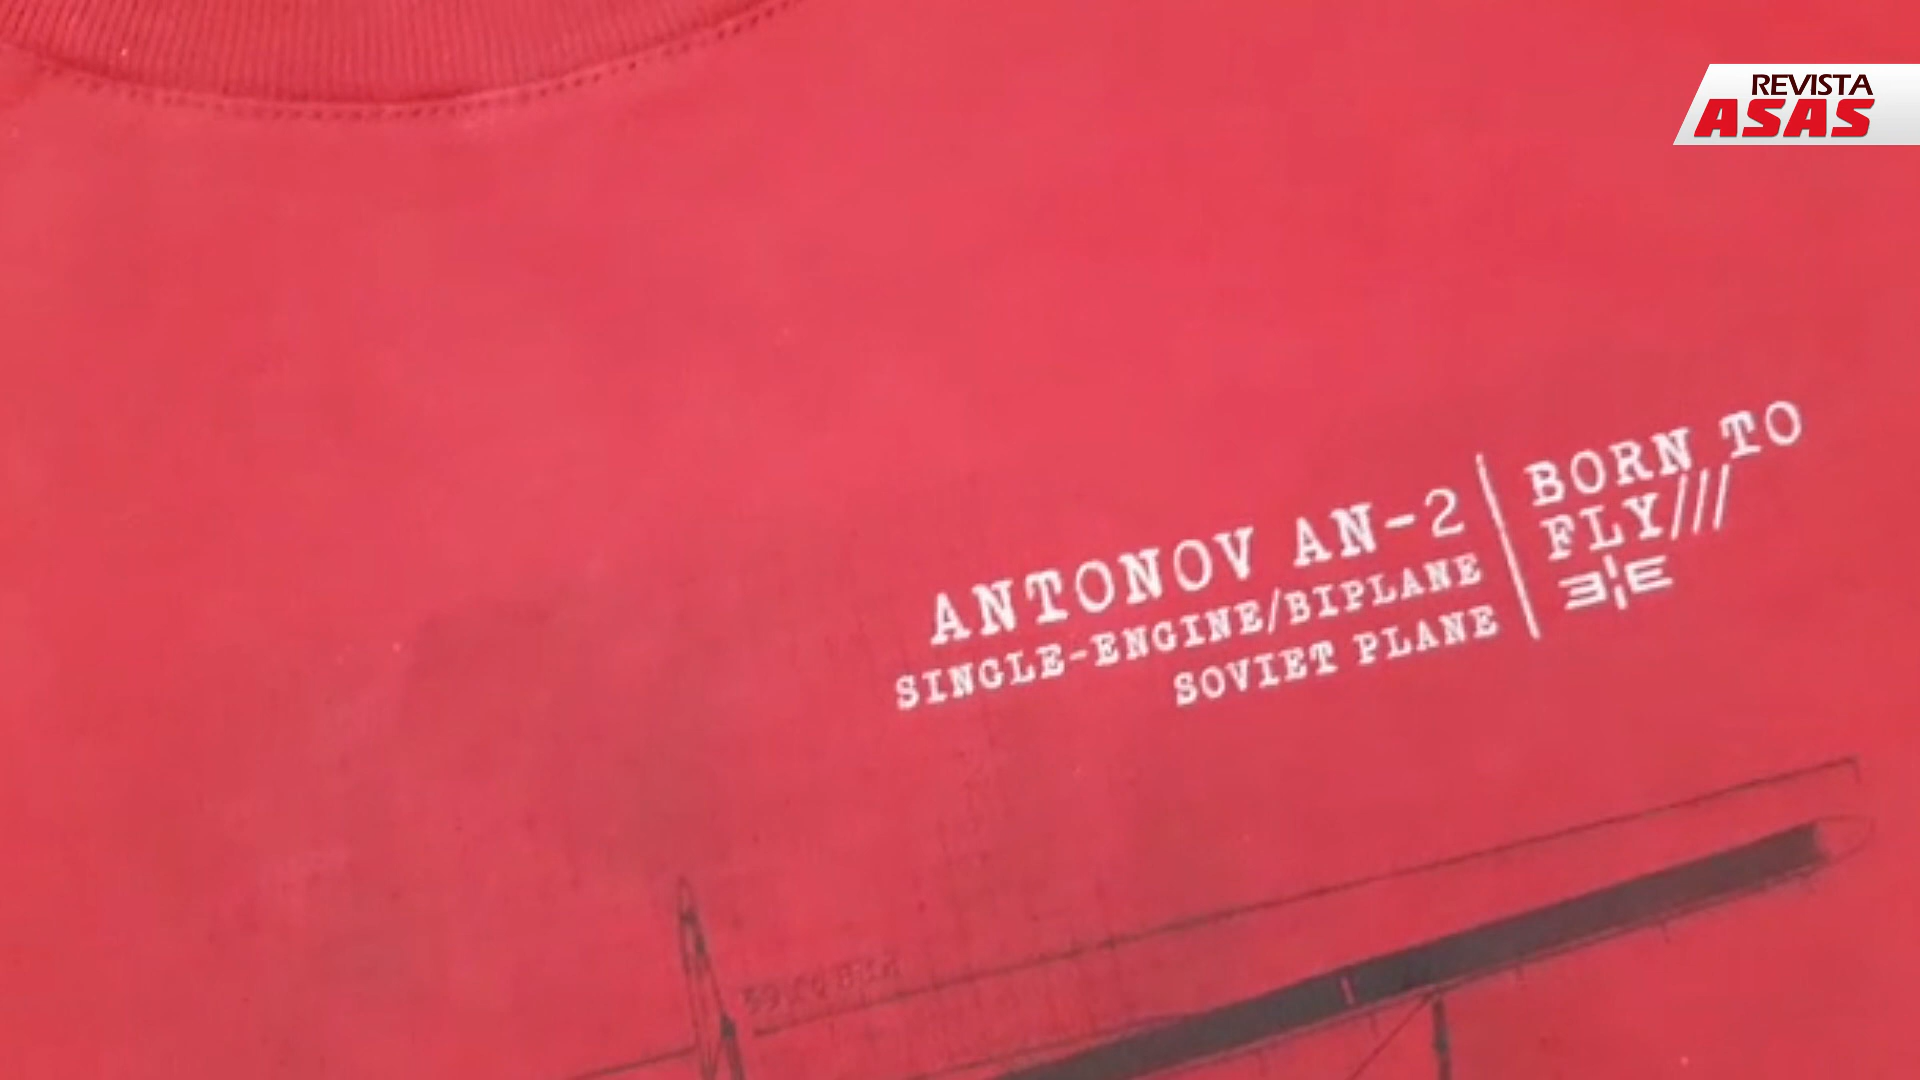 REVISTA
ASAS
ANTONOV AN-2
SINGLE-ENGINE/BIPLANE
SOVIET PLANE
BORN TO
FLY///